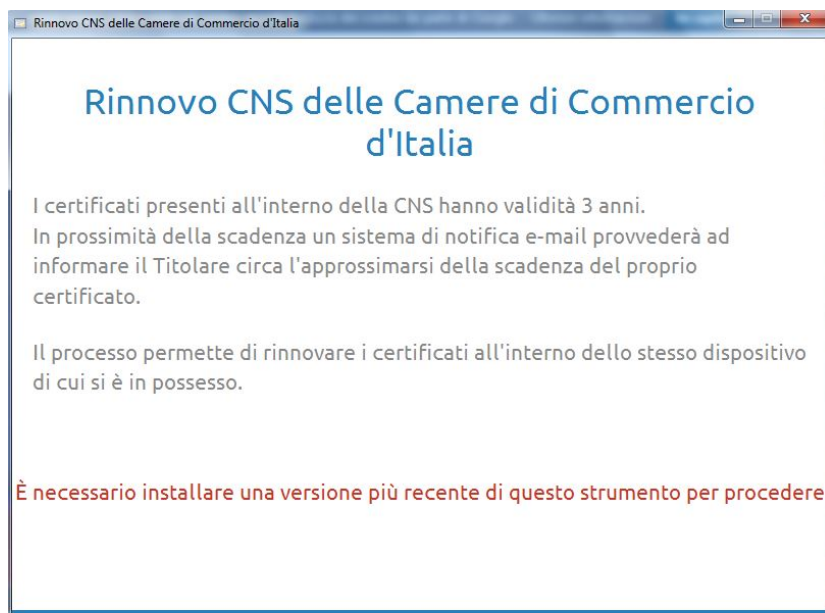 Rinnovo CNS delle Camere di Commercio d'Italia
Rinnovo CNS delle Camere di Commercio
d'Italia
I certificati presenti all'interno della CNS hanno validità 3 anni.
In prossimità della scadenza un sistema di notifica e-mail provvederà ad
informare il Titolare circa l'approssimarsi della scadenza del proprio
certificato.
Il processo permette di rinnovare i certificati all'interno dello stesso dispositivo
di cui si è in possesso.
È necessario installare una versione più recente di questo strumento per procedere